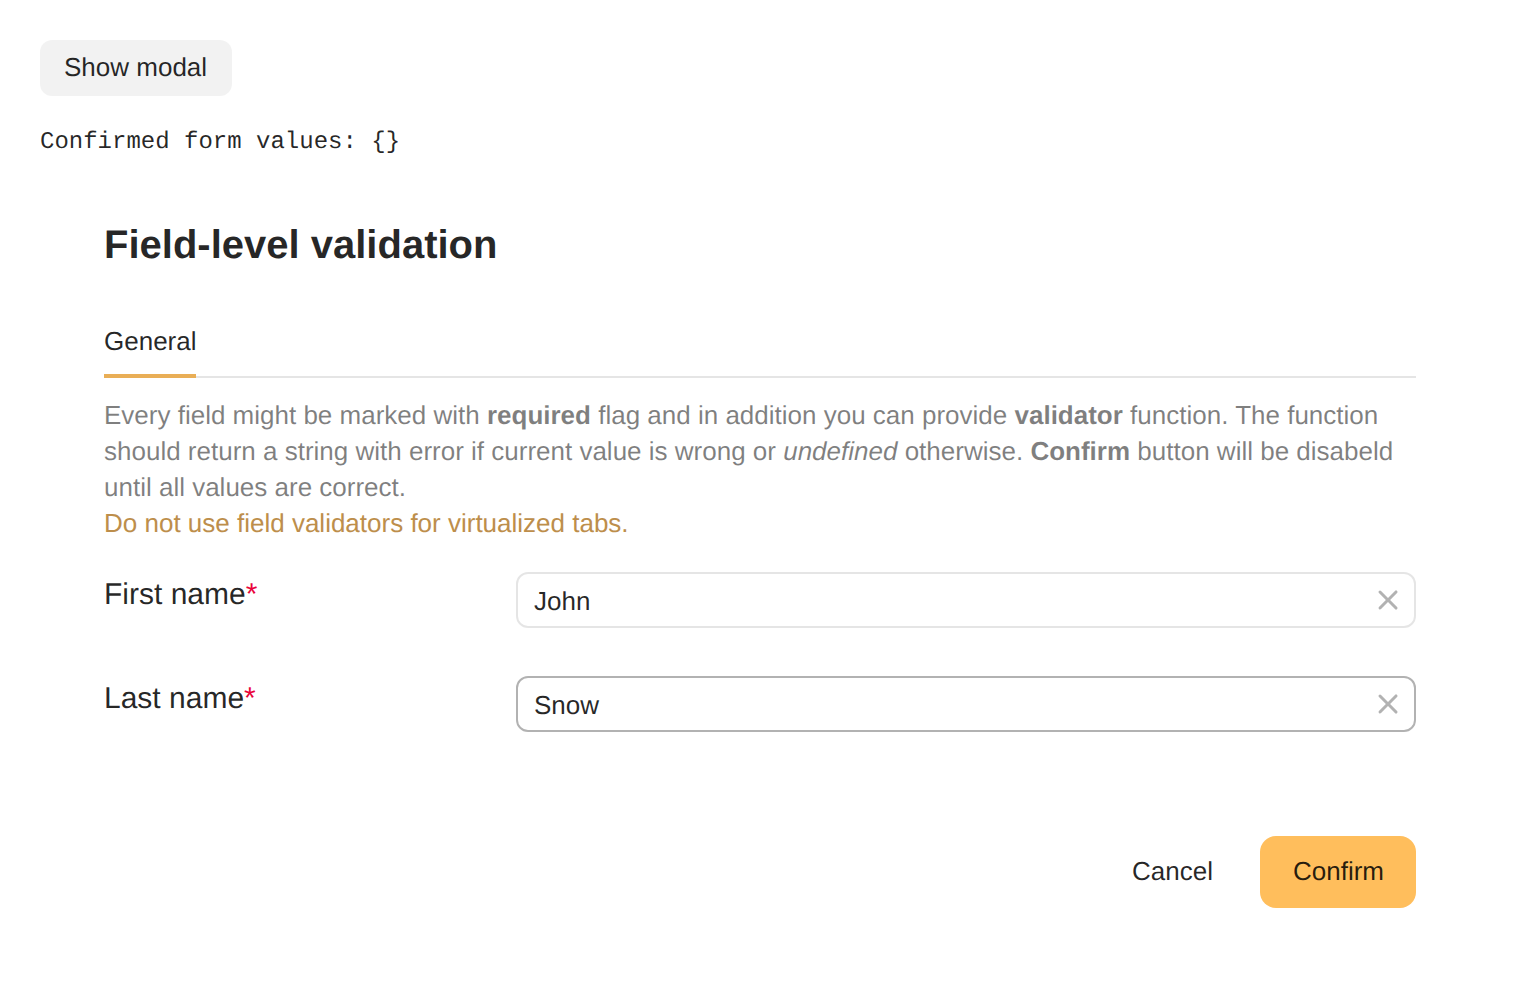 Show modal
Confirmed form values: {}
Field-level validation
General
Every field might be marked with required flag and in addition you can provide validator function. The function
should return a string with error if current value is wrong or undefined otherwise. Confirm button will be disabeld
until all values are correct.
Do not use field validators for virtualized tabs.
First name*
John
Last name*
Snow
Cancel
Confirm